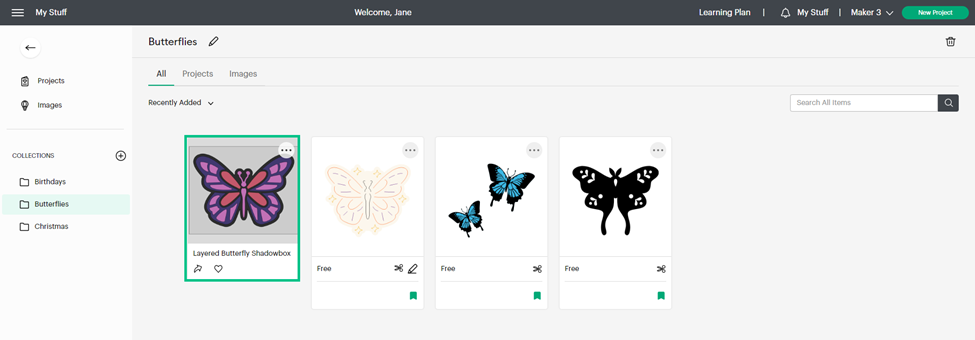 My Stuff
Welcome, Jane
Learning Plan | My Stuff | Maker 3
New Project
Projects
Images
COLLECTIONS
Birthdays
Butterflies
Christmas
Butterflies
All Projects Images
Recently Added
Search All Items
Layered Butterfly Shadowbox
Free
Free
Free